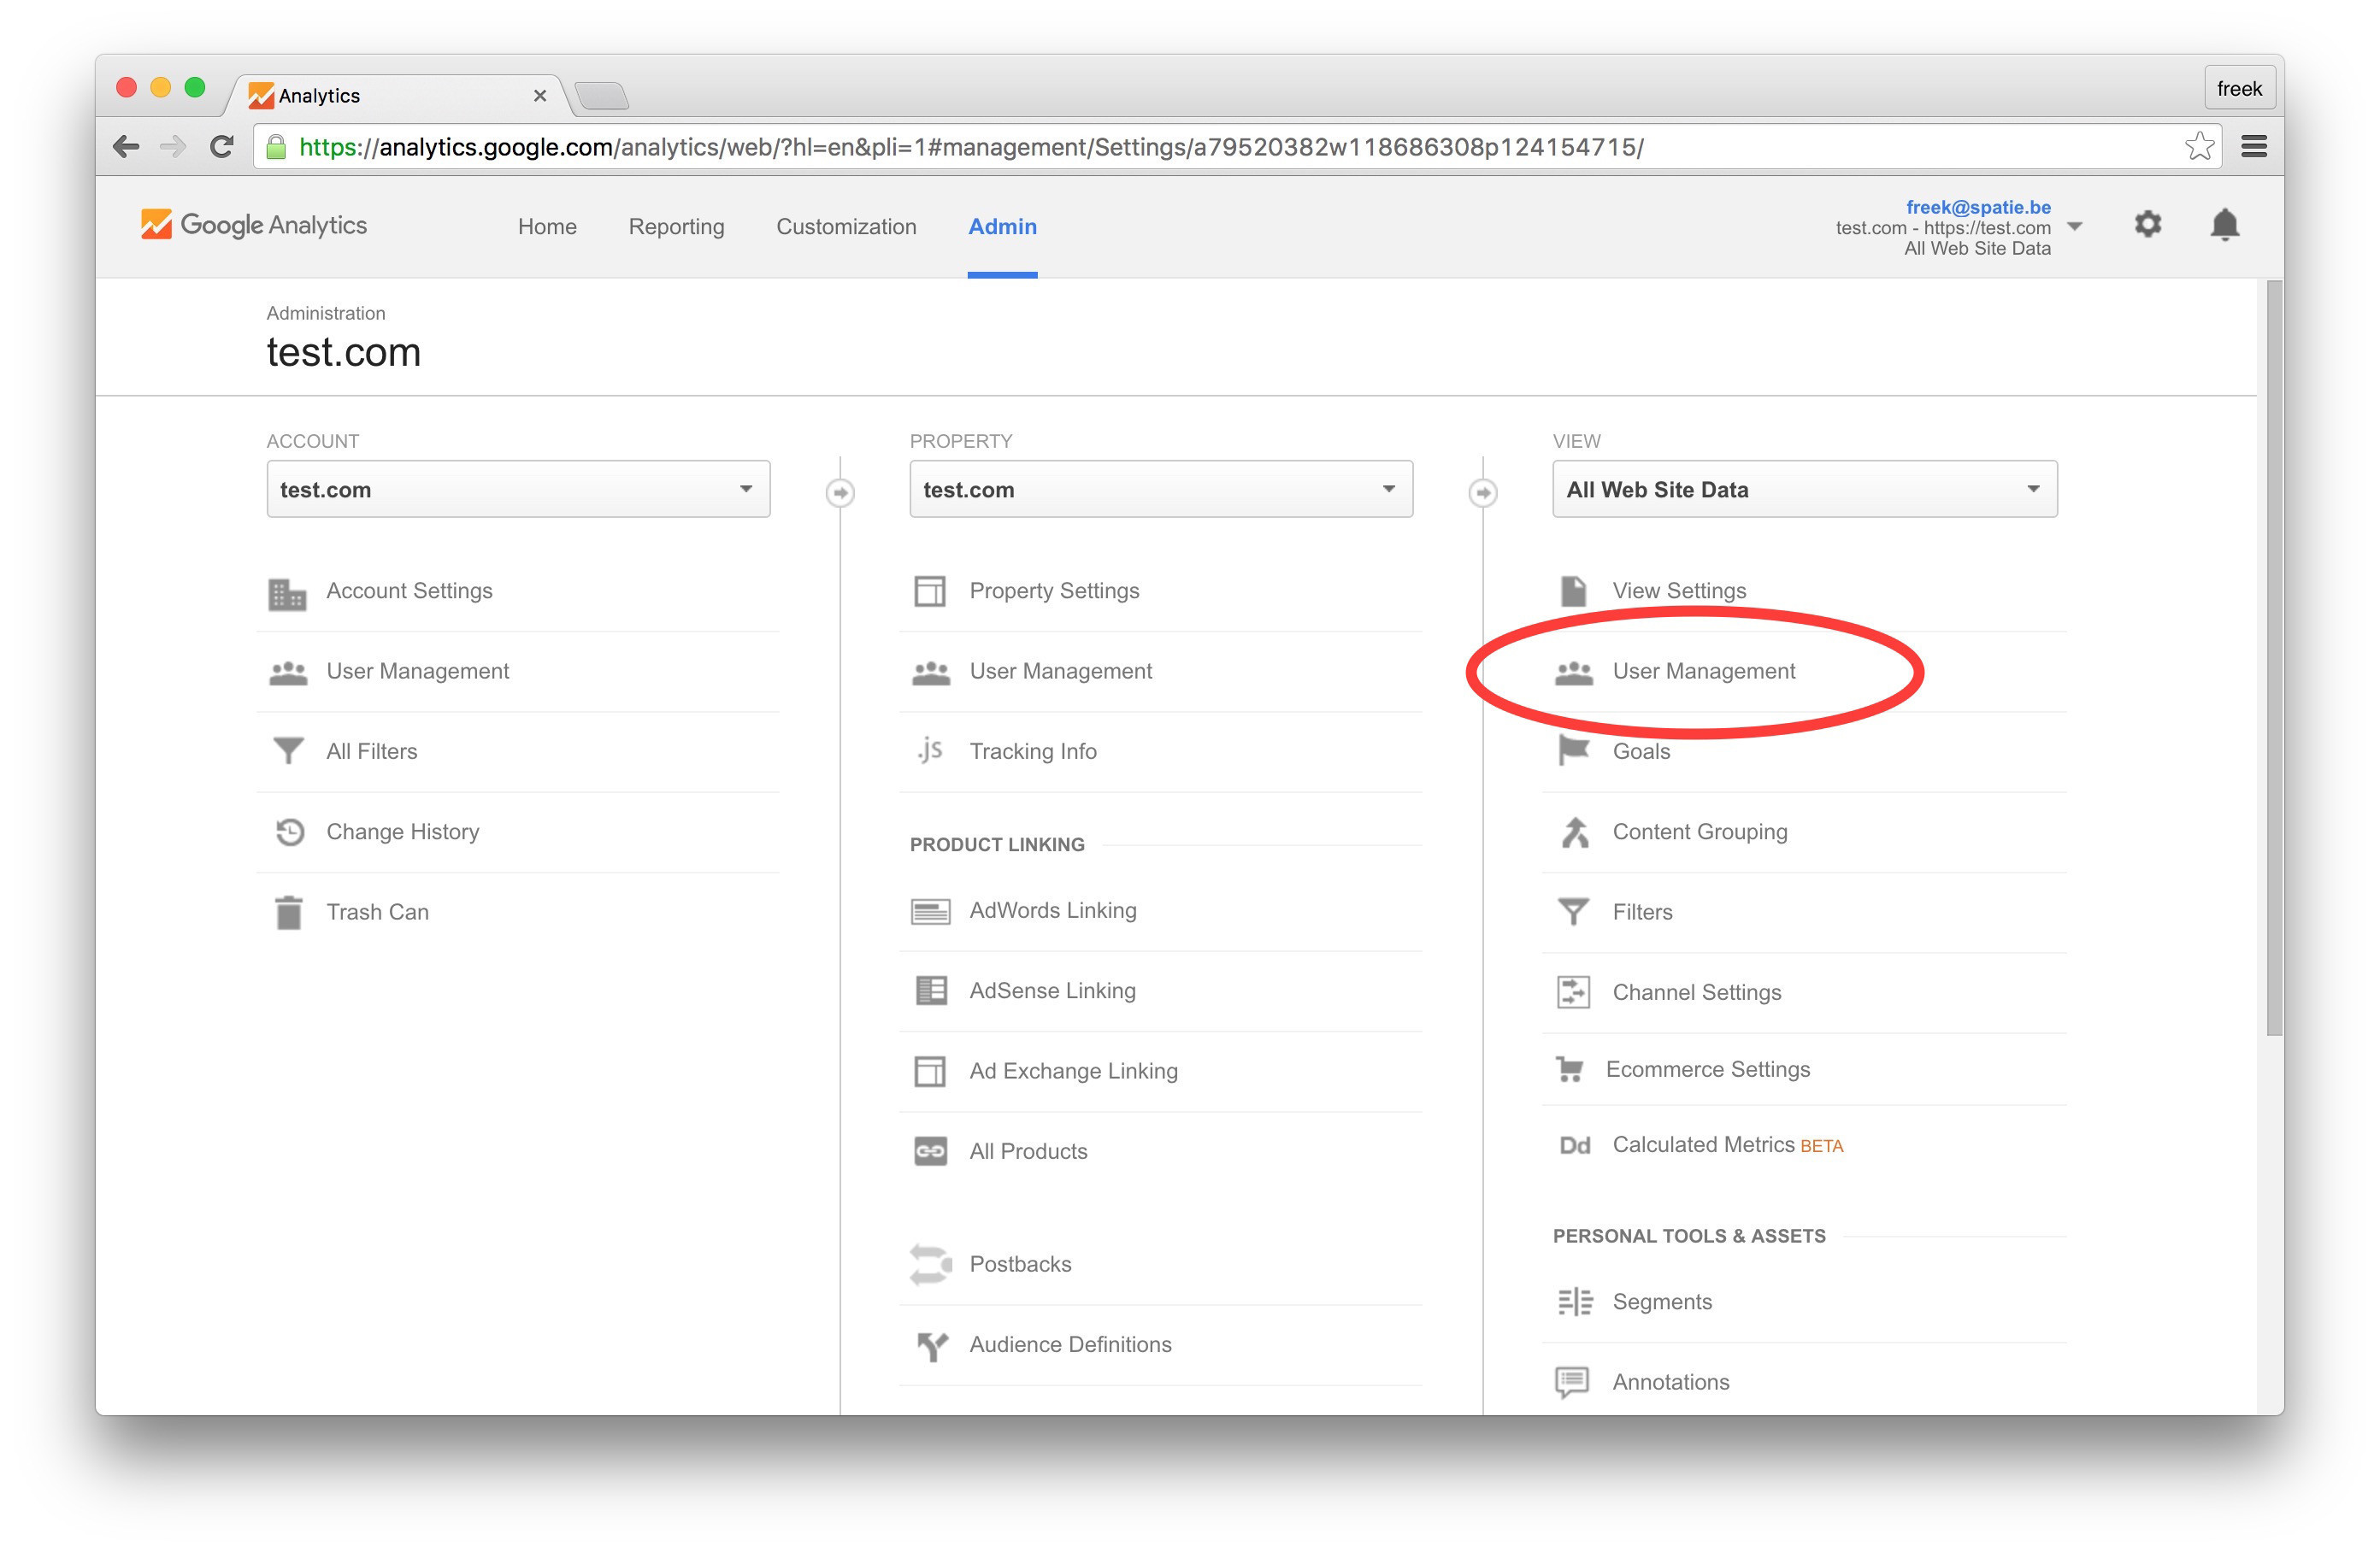 Analytics
freek
https://analytics.google.com/analytics/web/?hl=en&pli=1#management/Settings/a79520382w118686308p124154715/
Google Analytics
Home
Reporting
Customization
Admin
freek@spatie.be
test.com - https://test.com
All Web Site Data
Administration
test.com
ACCOUNT
test.com
Account Settings
User Management
All Filters
Change History
Trash Can
PROPERTY
test.com
Property Settings
User Management
.js Tracking Info
PRODUCT LINKING
AdWords Linking
AdSense Linking
Ad Exchange Linking
All Products
Postbacks
Audience Definitions
VIEW
All Web Site Data
View Settings
User Management
Goals
Content Grouping
Filters
Channel Settings
Ecommerce Settings
Dd Calculated Metrics BETA
PERSONAL TOOLS & ASSETS
Segments
Annotations